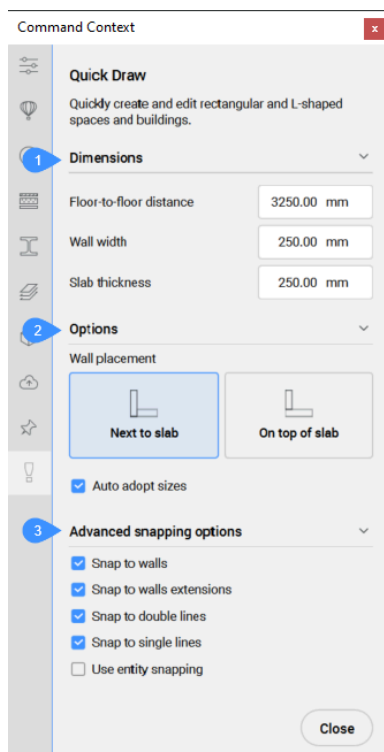 Command Context
x
Quick Draw
Quickly create and edit rectangular and L-shaped
spaces and buildings.
1
Dimensions
Floor-to-floor distance 3250.00 mm
Wall width 250.00 mm
Slab thickness 250.00 mm
2
Options
Wall placement
Next to slab On top of slab
Auto adopt sizes
3
Advanced snapping options
Snap to walls
Snap to walls extensions
Snap to double lines
Snap to single lines
Use entity snapping
Close